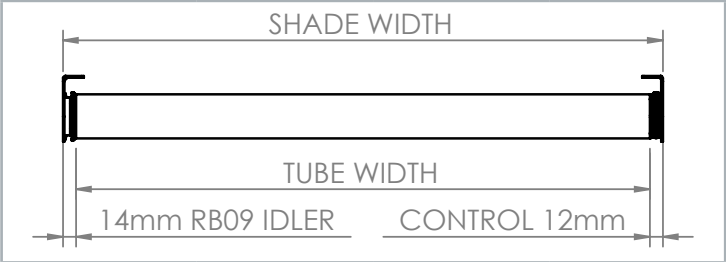 SHADE WIDTH
TUBE WIDTH
14mm RB09 IDLER
CONTROL 12mm